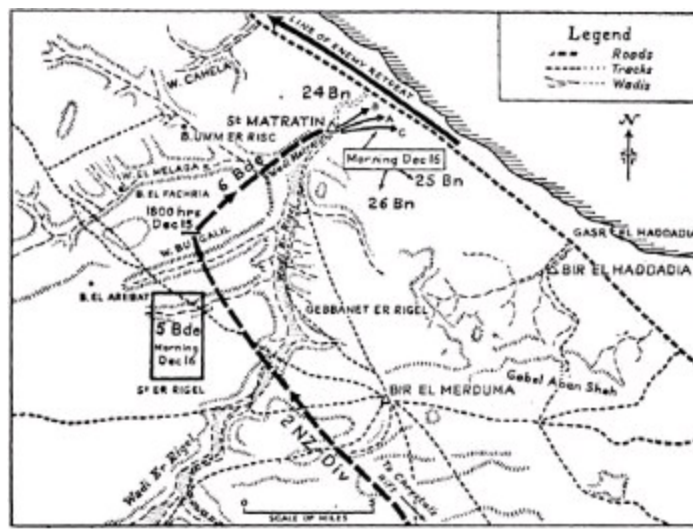 LINE OF ENEMY RETREAT
Legend
Roads
Tracks
Wadis
N
W. CAHELA
24 Bn
B
A
C
St MATRATIN
B. UMM ER RISC
Morning Dec 15
25 Bn
26 Bn
6 Bde
W. EL MELAGA
B. EL FACHRIA
1800 hrs
Dec 15
GASR EL HADDADIA
BIR EL HADDADIA
B. EL AREIBAT
GEBBANET ER RIGEL
5 Bde
Morning
Dec 16
St ER RIGEL
Gebel Aban Sheh
BIR EL MERDUMA
2 NZ Div
Wadi Er Rigel
SCALE OF MILES